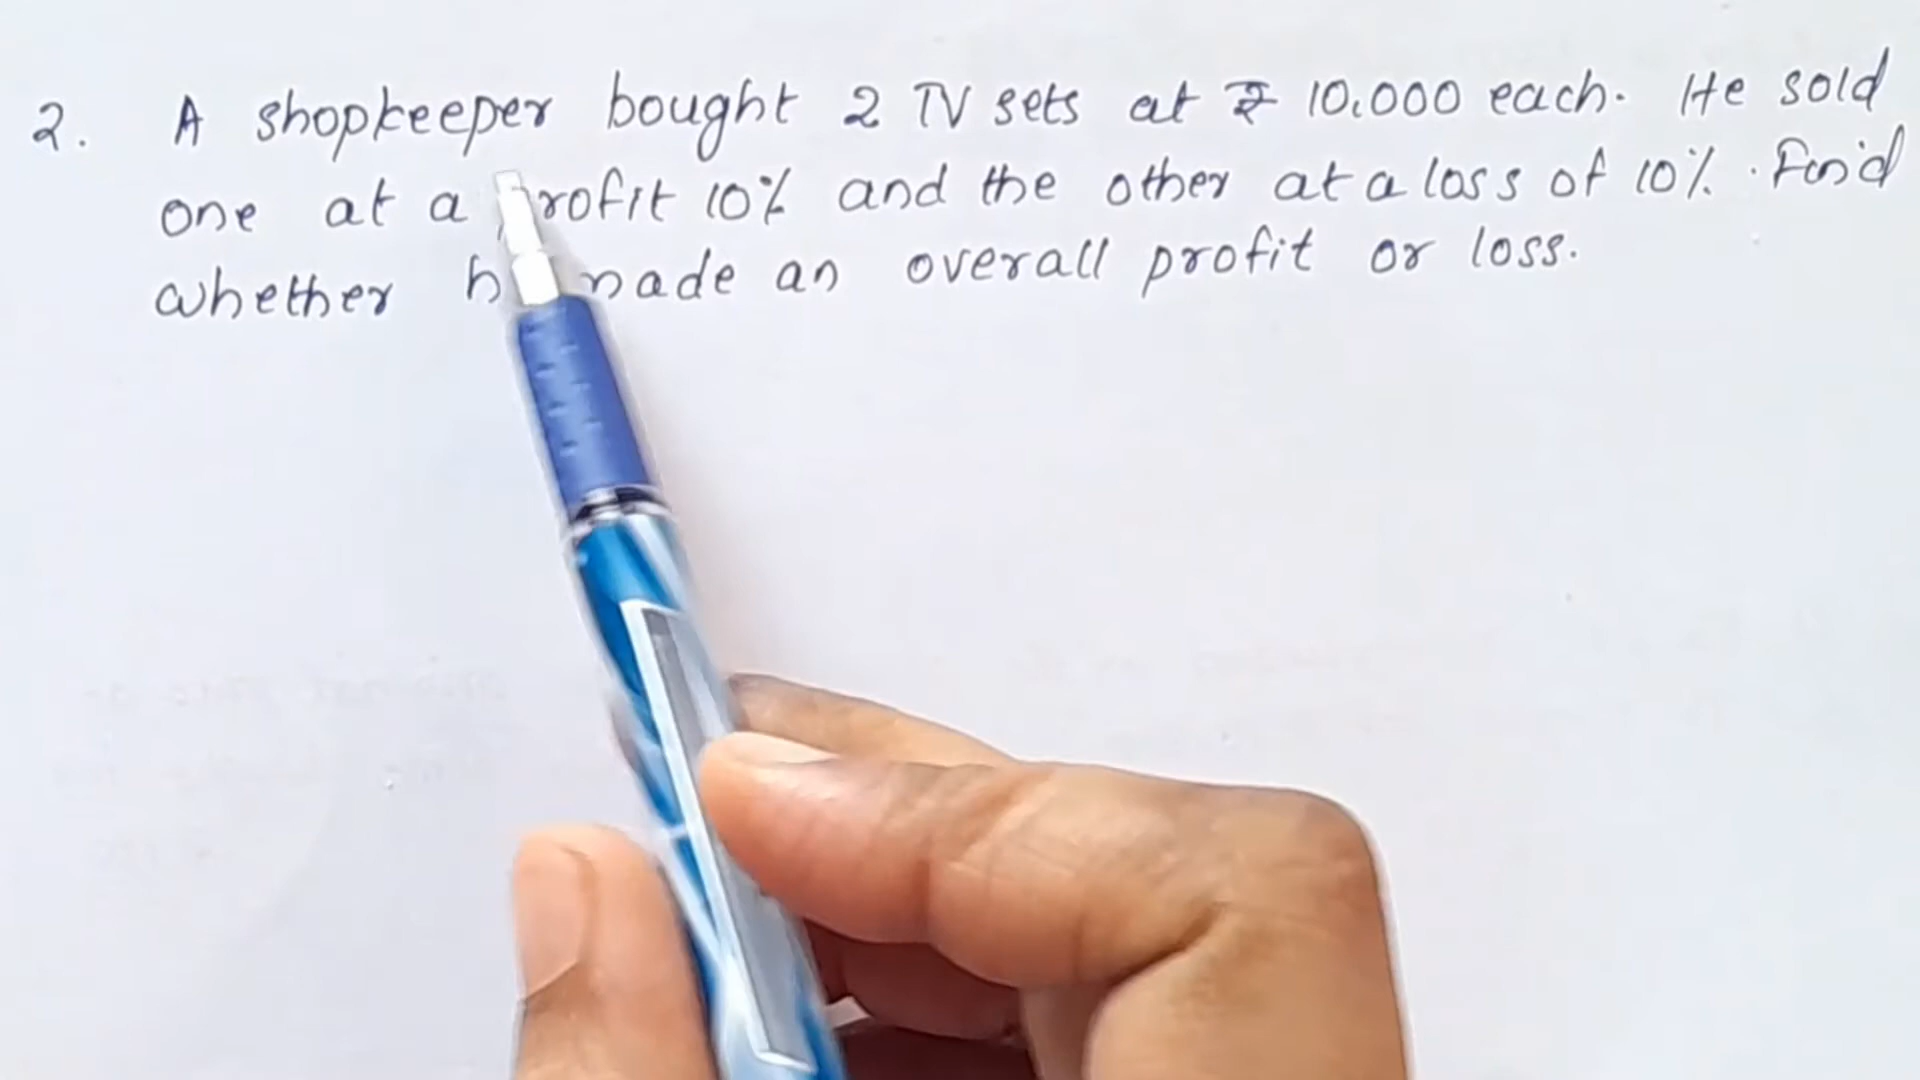 2. A shopkeeper bought 2 TV sets at ₹ 10,000 each. He sold
one at a profit 10% and the other at a loss of 10%. Find
whether made an overall profit or loss.